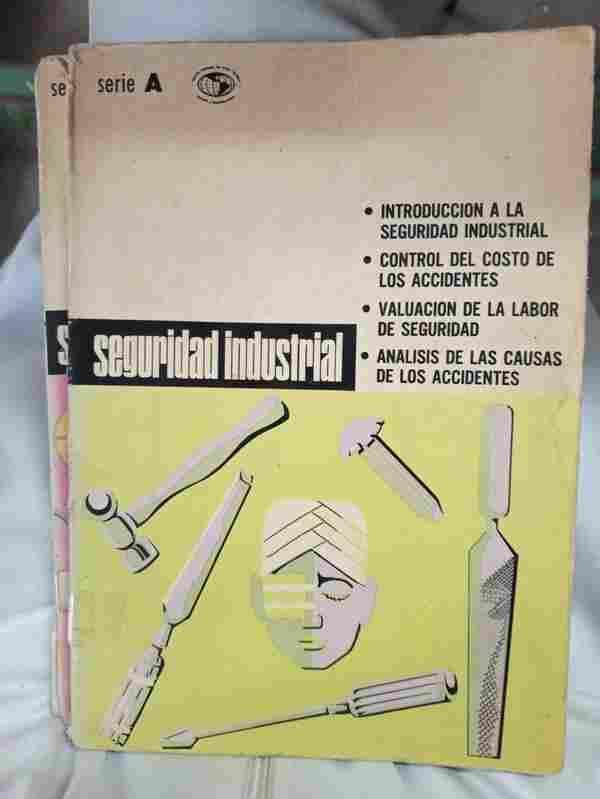 se
serie A
• INTRODUCCION A LA
SEGURIDAD INDUSTRIAL
• CONTROL DEL COSTO DE
LOS ACCIDENTES
• VALUACION DE LA LABOR
DE SEGURIDAD
• ANALISIS DE LAS CAUSAS
DE LOS ACCIDENTES
s
seguridad industrial